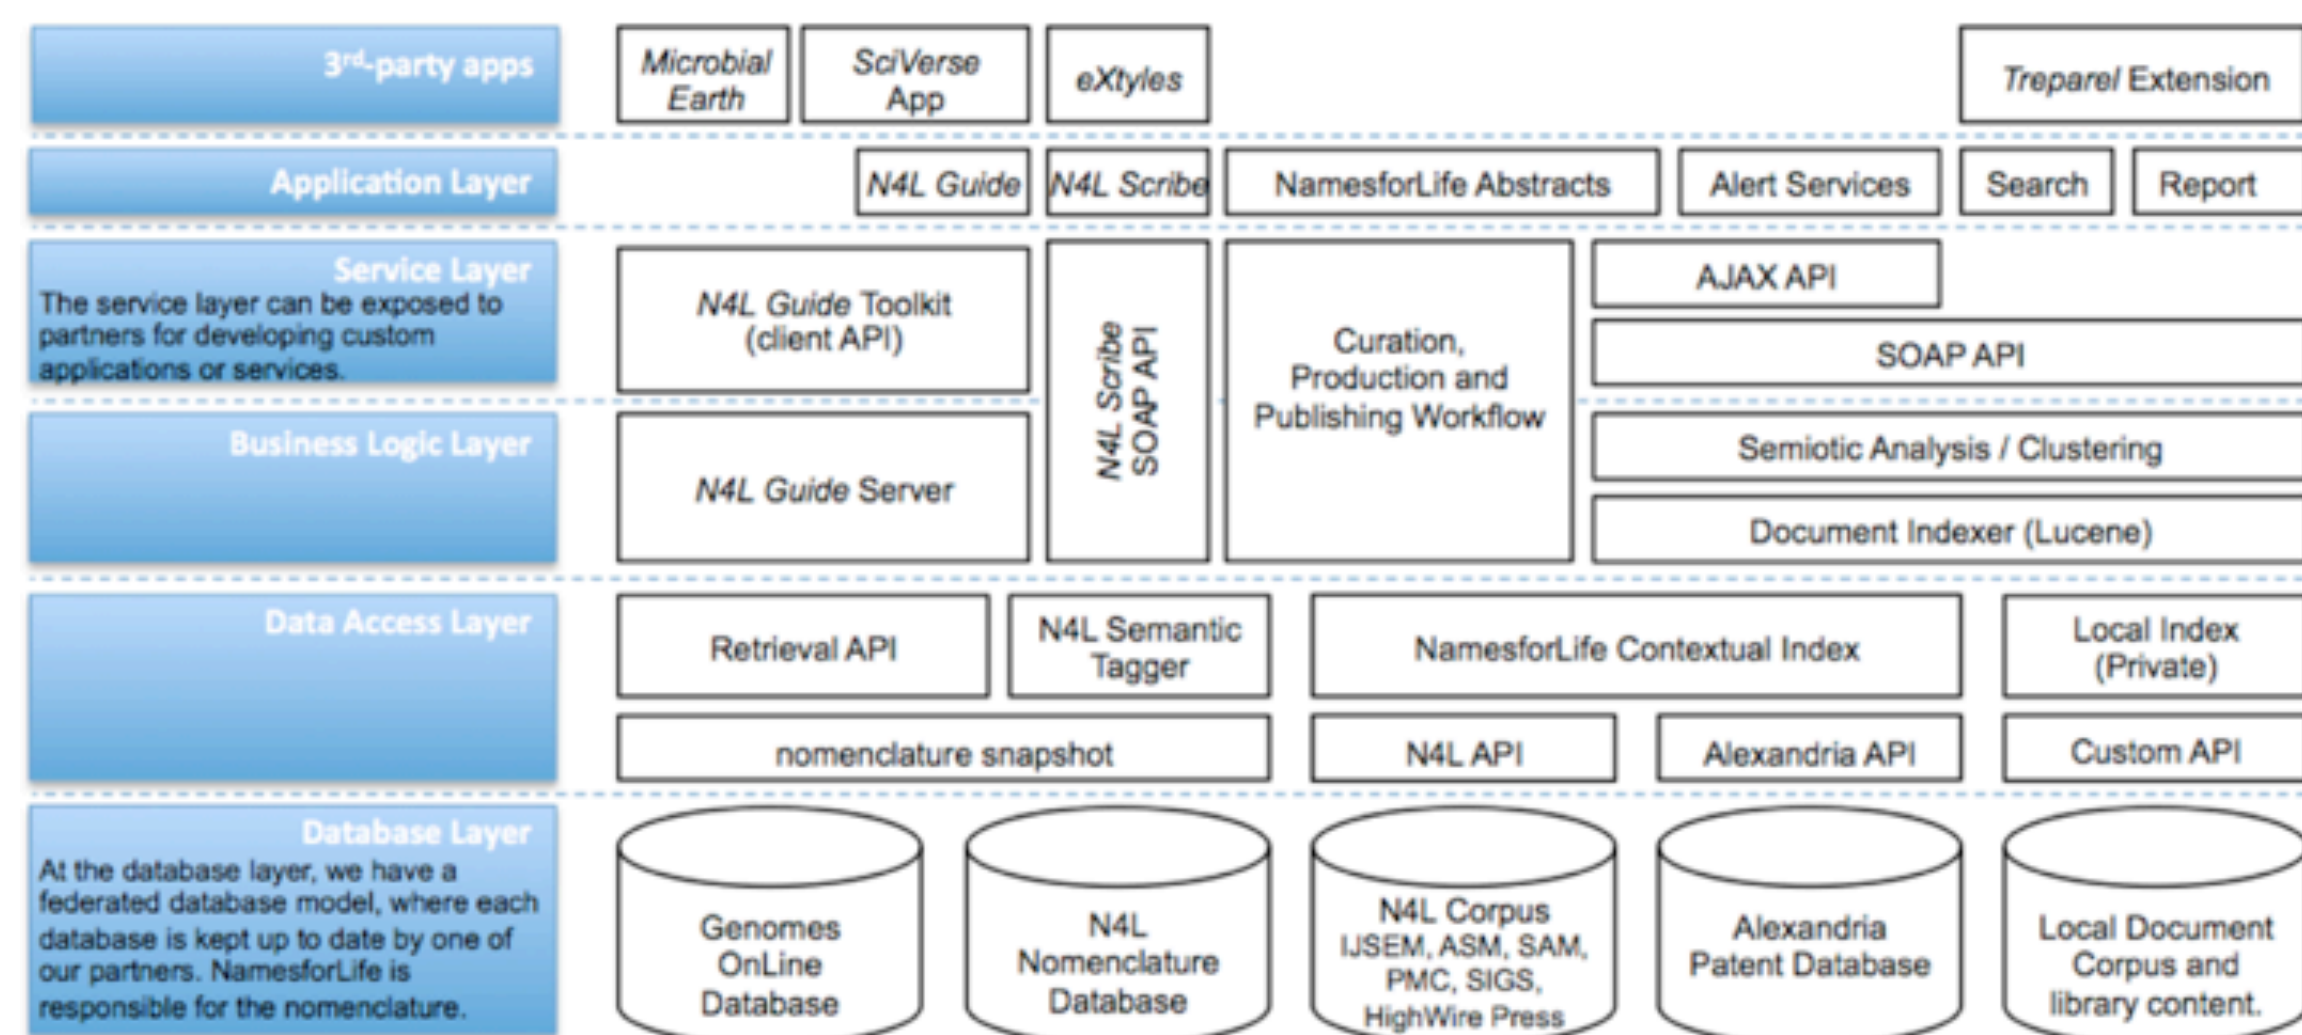 3rd-party apps
Microbial
Earth
SciVerse
App
eXtyles
Treparel Extension
Application Layer
N4L Guide
N4L Scribe
NamesforLife Abstracts
Alert Services
Search
Report
Service Layer
The service layer can be exposed to
partners for developing custom
applications or services.
N4L Guide Toolkit
(client API)
N4L Scribe
SOAP API
Curation,
Production and
Publishing Workflow
AJAX API
SOAP API
Business Logic Layer
N4L Guide Server
Semiotic Analysis / Clustering
Document Indexer (Lucene)
Data Access Layer
Retrieval API
N4L Semantic
Tagger
NamesforLife Contextual Index
Local Index
(Private)
nomenclature snapshot
N4L API
Alexandria API
Custom API
Database Layer
At the database layer, we have a
federated database model, where each
database is kept up to date by one of
our partners. NamesforLife is
responsible for the nomenclature.
Genomes
OnLine
Database
N4L
Nomenclature
Database
N4L Corpus
IJSEM, ASM, SAM,
PMC, SIGS,
HighWire Press
Alexandria
Patent Database
Local Document
Corpus and
library content.